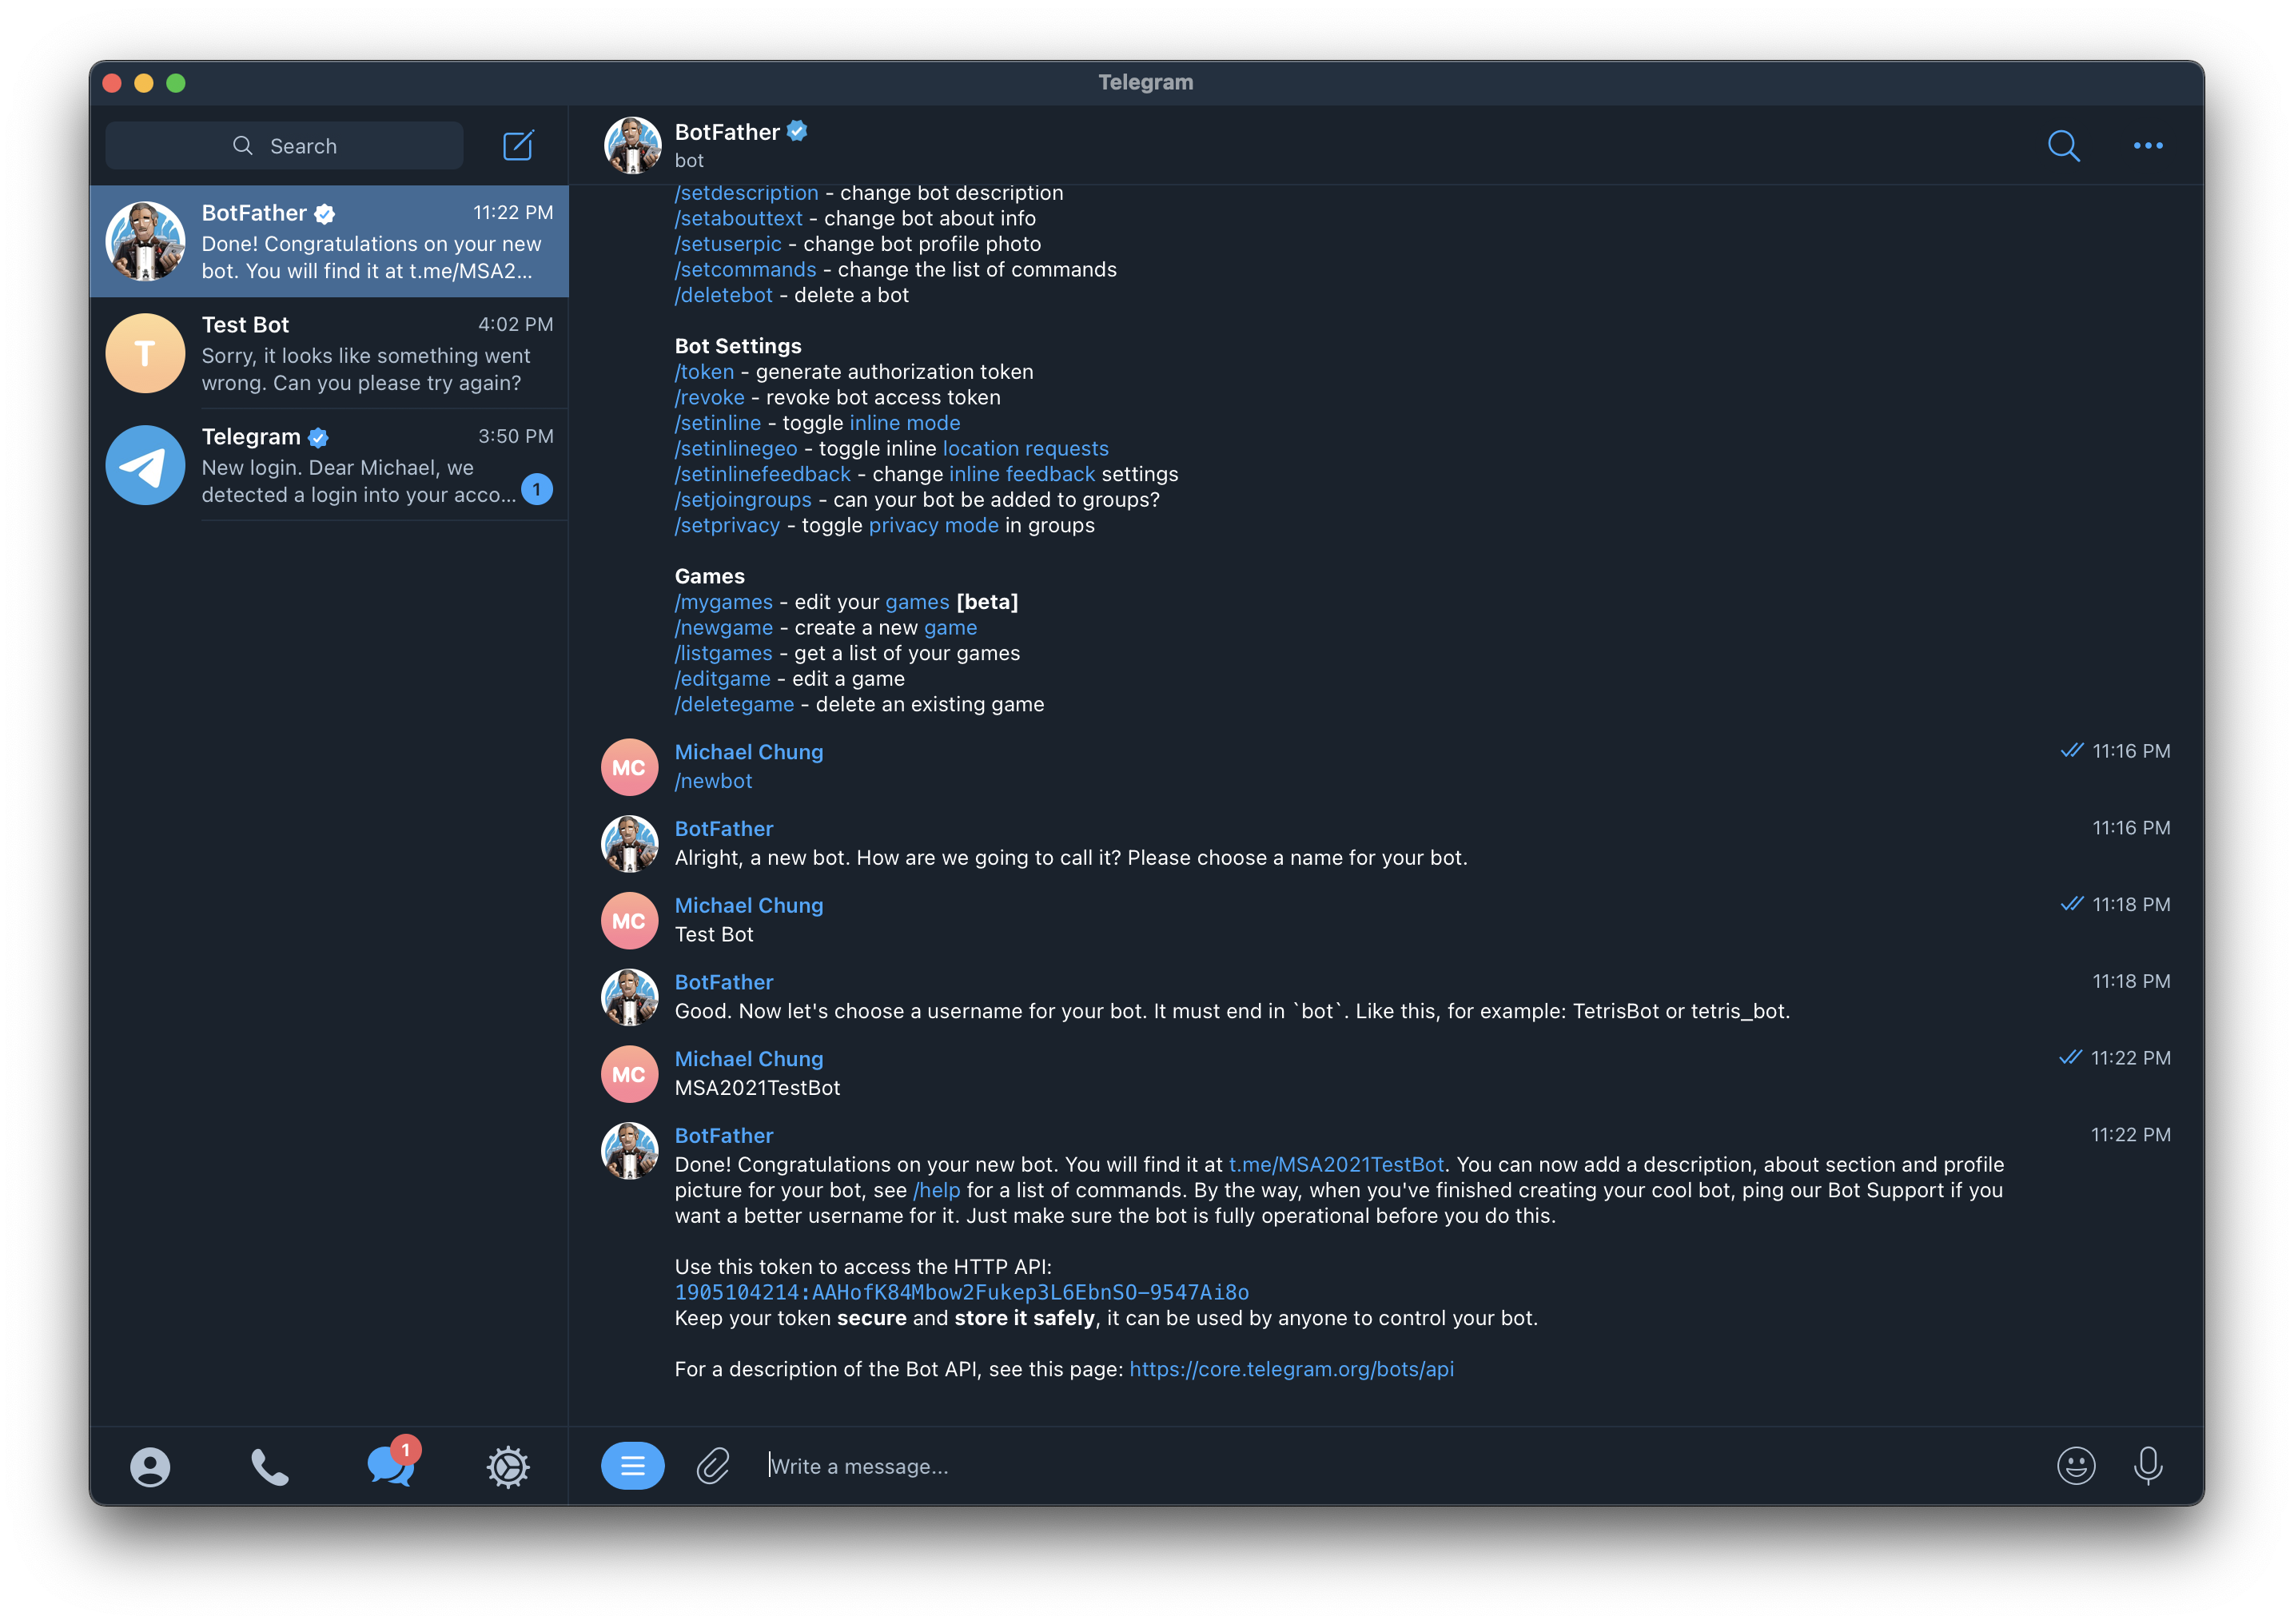 Telegram
Search
BotFather
11:22 PM
Done! Congratulations on your new
bot. You will find it at t.me/MSA2...
T
Test Bot
4:02 PM
Sorry, it looks like something went
wrong. Can you please try again?
Telegram
3:50 PM
New login. Dear Michael, we
detected a login into your acco...
1
1
BotFather
bot
/setdescription - change bot description
/setabouttext - change bot about info
/setuserpic - change bot profile photo
/setcommands - change the list of commands
/deletebot - delete a bot
Bot Settings
/token - generate authorization token
/revoke - revoke bot access token
/setinline - toggle inline mode
/setinlinegeo - toggle inline location requests
/setinlinefeedback - change inline feedback settings
/setjoingroups - can your bot be added to groups?
/setprivacy - toggle privacy mode in groups
Games
/mygames - edit your games [beta]
/newgame - create a new game
/listgames - get a list of your games
/editgame - edit a game
/deletegame - delete an existing game
MC
Michael Chung
11:16 PM
/newbot
BotFather
11:16 PM
Alright, a new bot. How are we going to call it? Please choose a name for your bot.
MC
Michael Chung
11:18 PM
Test Bot
BotFather
11:18 PM
Good. Now let's choose a username for your bot. It must end in `bot`. Like this, for example: TetrisBot or tetris_bot.
MC
Michael Chung
11:22 PM
MSA2021TestBot
BotFather
11:22 PM
Done! Congratulations on your new bot. You will find it at t.me/MSA2021TestBot. You can now add a description, about section and profile
picture for your bot, see /help for a list of commands. By the way, when you've finished creating your cool bot, ping our Bot Support if you
want a better username for it. Just make sure the bot is fully operational before you do this.
Use this token to access the HTTP API:
1905104214:AAHofK84Mbow2Fukep3L6EbnSO-9547Ai8o
Keep your token secure and store it safely, it can be used by anyone to control your bot.
For a description of the Bot API, see this page: https://core.telegram.org/bots/api
Write a message...